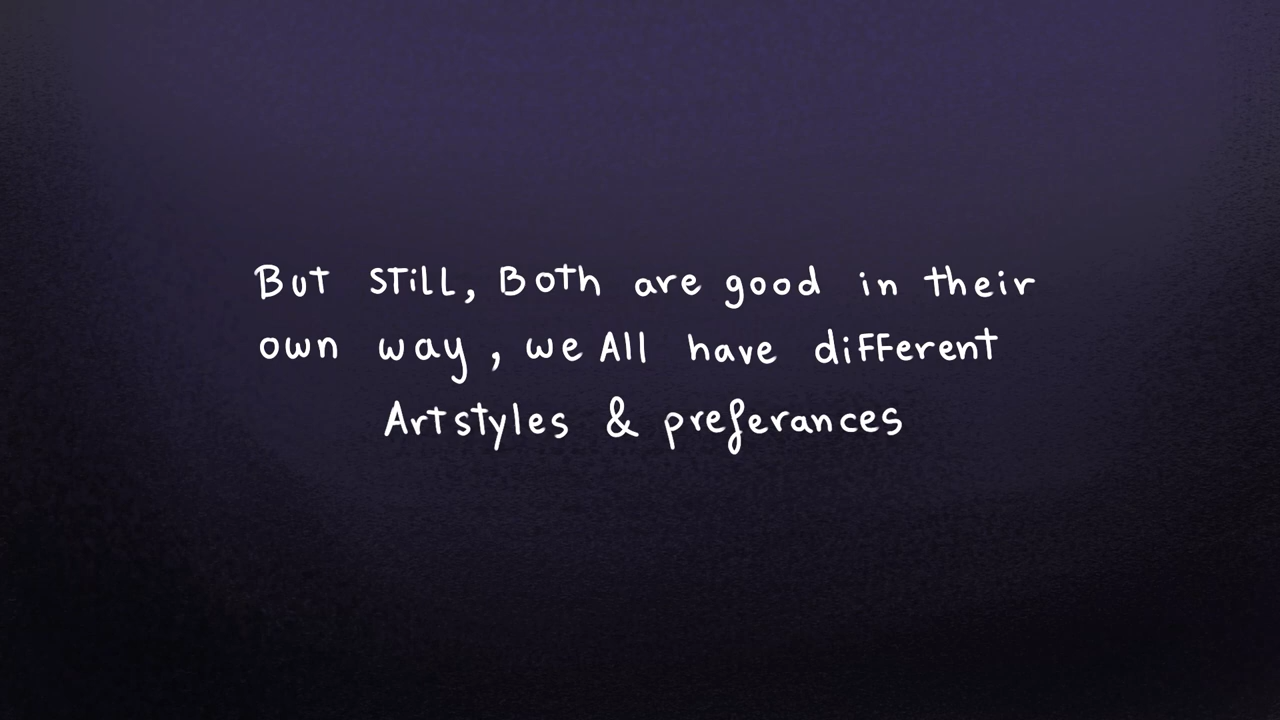 But STiLL, Both are good in their
own way, we All have diFFerent
Artstyles & preferances